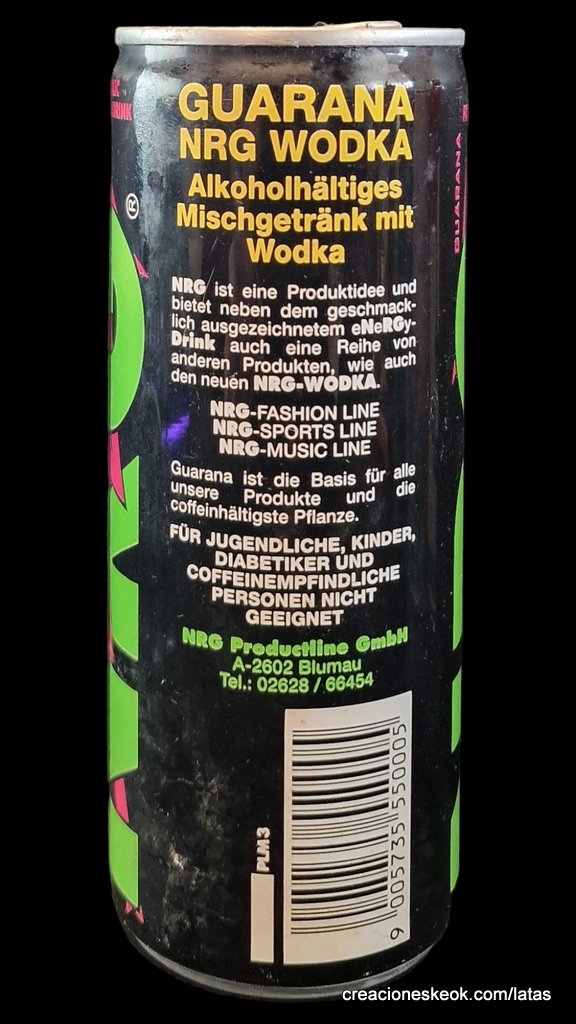 GUARANA
NRG WODKA
Alkoholhältiges
Mischgetränk mit
Wodka
NRG ist eine Produktidee und
bietet neben dem geschmack-
lich ausgezeichnetem eNeRGy-
Drink auch eine Reihe von
anderen Produkten, wie auch
den neuen NRG-WODKA.
NRG-FASHION LINE
NRG-SPORTS LINE
NRG-MUSIC LINE
Guarana ist die Basis für alle
unsere Produkte und die
coffeinhältigste Pflanze.
FÜR JUGENDLICHE, KINDER,
DIABETIKER UND
COFFEINEMPFINDLICHE
PERSONEN NICHT
GEEIGNET
NRG Productline GmbH
A-2602 Blumau
Tel.: 02628 / 66454
PLM3
9 005735 550005
®
DRINK
GUARANA
creacioneskeok.com/latas